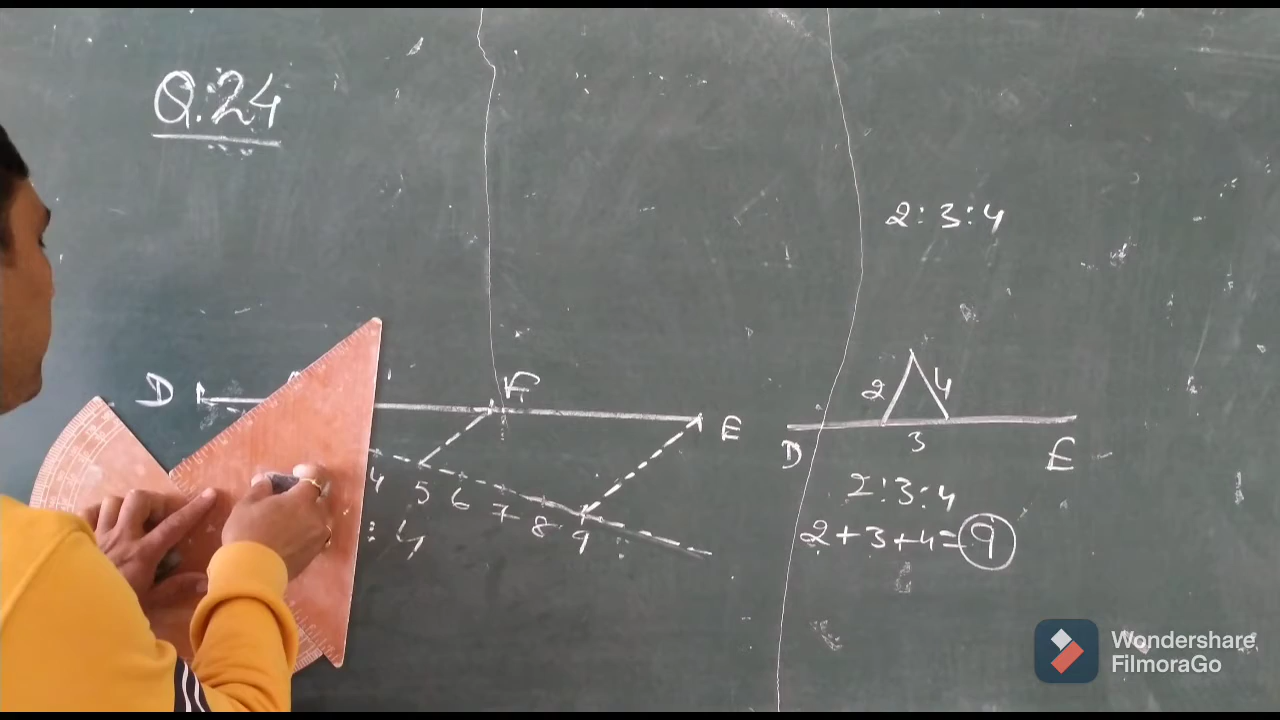 Q.24
2:3:4
D F E
4 5 6 7 8 9
: 4
2 4
3
D E
2:3:4
2+3+4=9
Wondershare
FilmoraGo